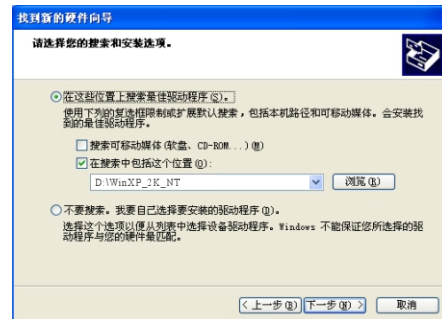 找到新的硬件向导
请选择您的搜索和安装选项。
在这些位置上搜索最佳驱动程序(S)。
使用下列的复选框限制或扩展默认搜索，包括本机路径和可移动媒体。会安装找
到的最佳驱动程序。
搜索可移动媒体(软盘、CD-ROM...)(M)
在搜索中包括这个位置(O):
D:\WinXP_2K_NT
浏览(R)
不要搜索。我要自己选择要安装的驱动程序(D)。
选择这个选项以便从列表中选择设备驱动程序。Windows 不能保证您所选择的驱
动程序与您的硬件最匹配。
< 上一步(B) 下一步(N) > 取消